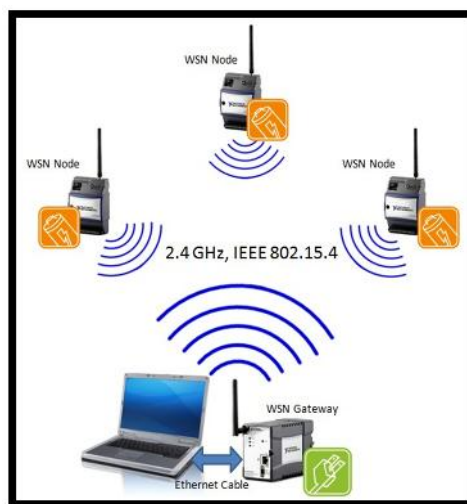 WSN Node
WSN Node
WSN Node
2.4 GHz, IEEE 802.15.4
WSN Gateway
Ethernet Cable